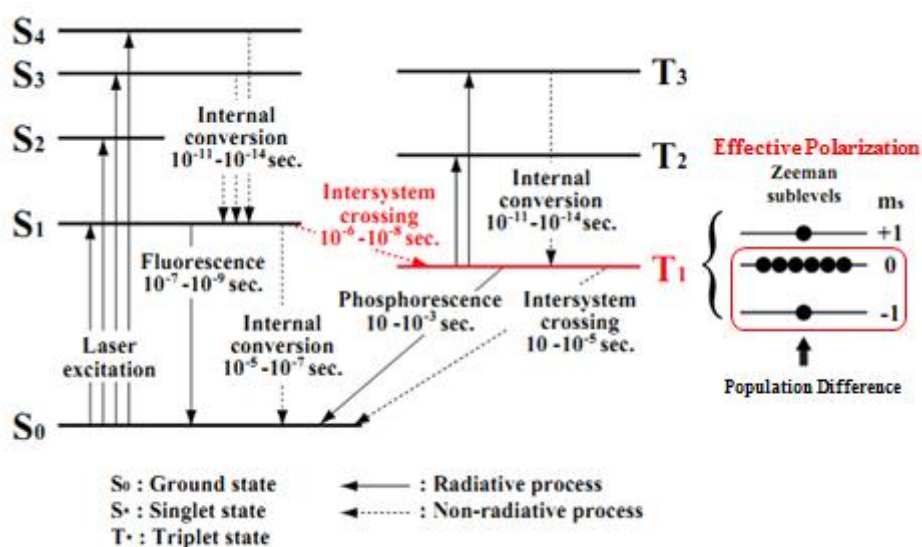 S4
S3
S2
S1
S0
Internal
conversion
10-11-10-14 sec.
Intersystem
crossing
10-6 -10-8 sec.
Fluorescence
10-7-10-9 sec.
Internal
conversion
10-5 -10-7 sec.
Laser
excitation
T3
T2
T1
Internal
conversion
10-11-10-14 sec.
Phosphorescence
10 -10-3 sec.
Intersystem
crossing
10 -10-5 sec.
Effective Polarization
Zeeman
sublevels
ms
+1
0
-1
Population Difference
S0 : Ground state
S• : Singlet state
T• : Triplet state
: Radiative process
: Non-radiative process